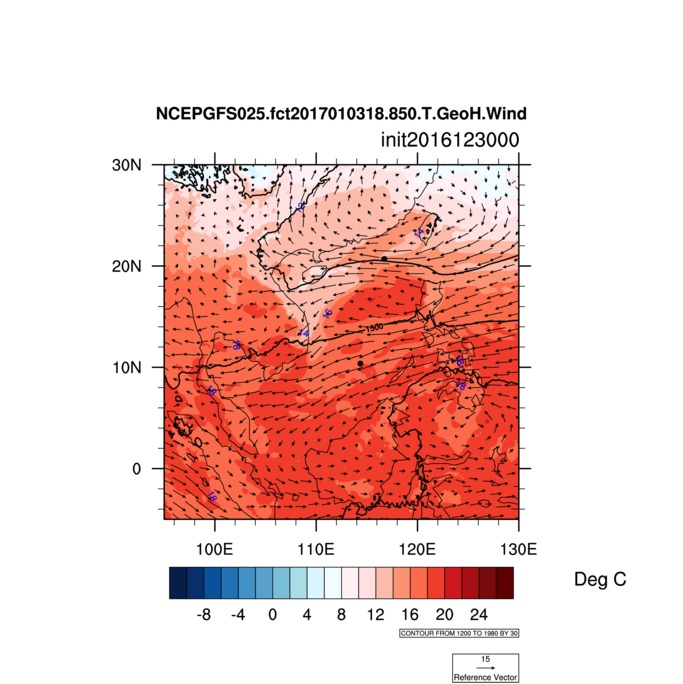 NCEPGFS025.fct2017010318.850.T.GeoH.Wind
init2016123000
30N
20N
1500
10N
0
100E 110E 120E 130E
Deg C
-8 -4 0 4 8 12 16 20 24
CONTOUR FROM 1200 TO 1980 BY 30
15
Reference Vector